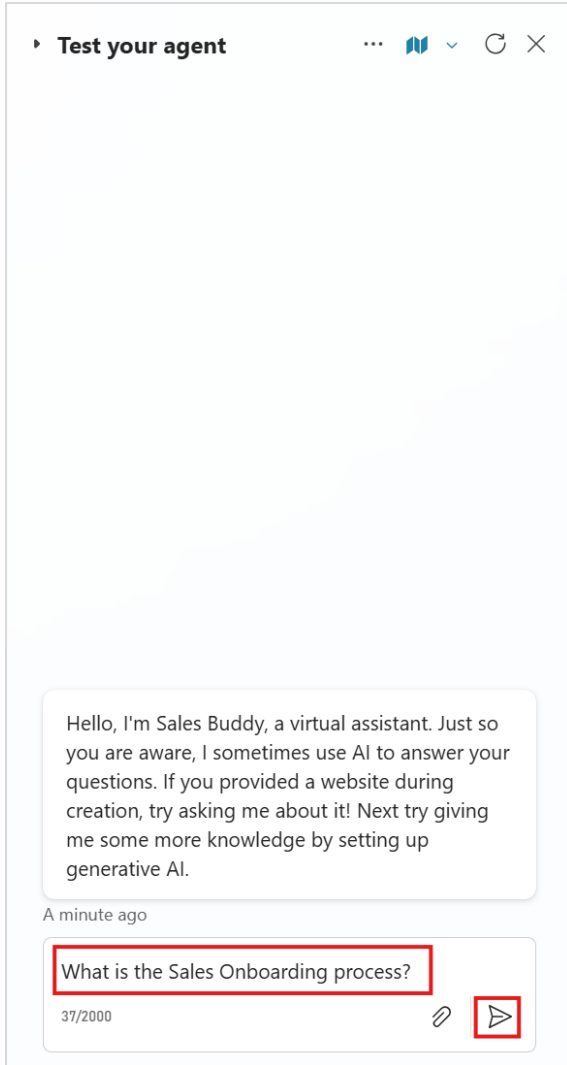 Test your agent
Hello, I'm Sales Buddy, a virtual assistant. Just so
you are aware, I sometimes use AI to answer your
questions. If you provided a website during
creation, try asking me about it! Next try giving
me some more knowledge by setting up
generative AI.
A minute ago
What is the Sales Onboarding process?
37/2000